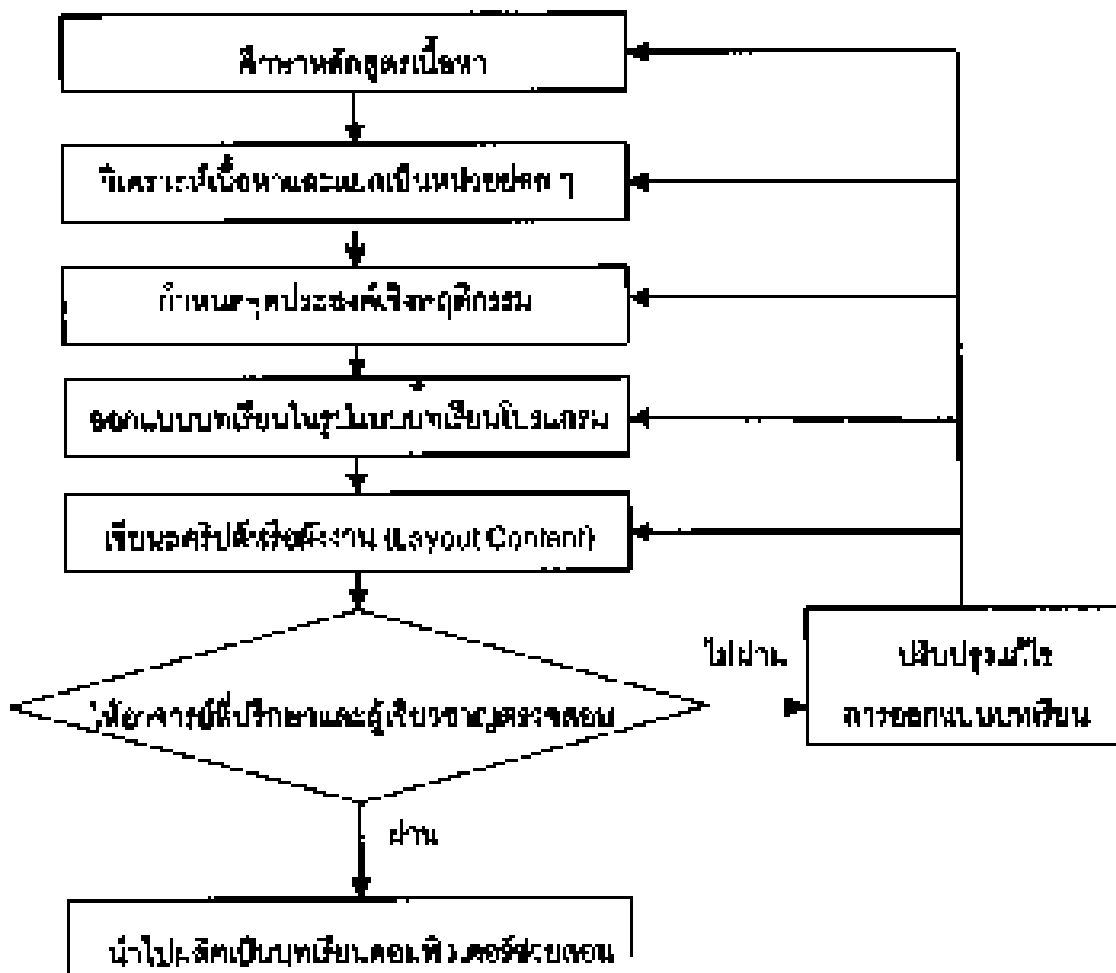 ศึกษาหลักสูตรเนื้อหา
วิเคราะห์เนื้อหาและแยกเป็นหน่วยย่อย ๆ
กำหนดจุดประสงค์เชิงพฤติกรรม
ออกแบบบทเรียนในรูปแบบบทเรียนโปรแกรม
เขียนสคริปต์หรือผังงาน (Layout Content)
ให้อาจารย์ที่ปรึกษาและผู้เชี่ยวชาญตรวจสอบ
ไม่ผ่าน
ปรับปรุงแก้ไข
การออกแบบบทเรียน
ผ่าน
นำไปผลิตเป็นบทเรียนคอมพิวเตอร์ช่วยสอน